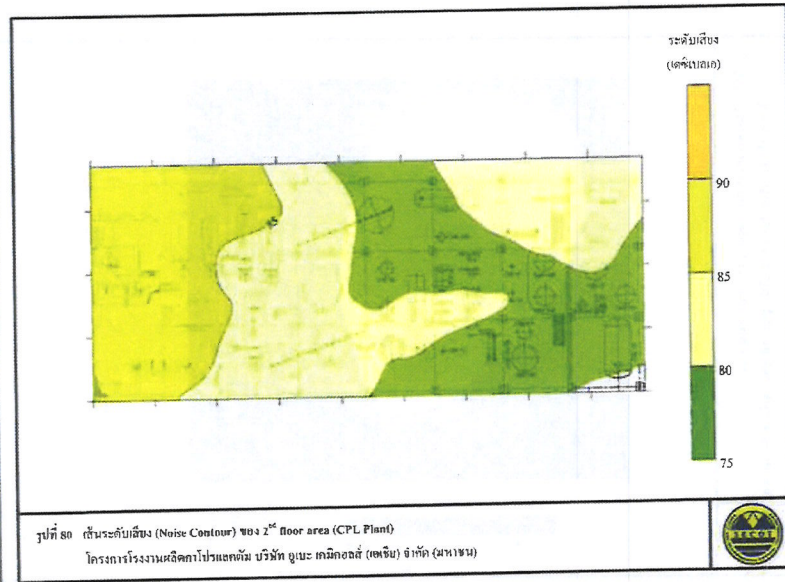 ระดับเสียง
(เดซิเบลเอ)
90
85
80
75
รูปที่ 80 เส้นระดับเสียง (Noise Contour) ของ 2nd floor area (CPL Plant)
โครงการโรงงานผลิตคาโปรแลคตัม บริษัท อูเบะ เคมิคอลส์ (เอเชีย) จำกัด (มหาชน)
SECOT